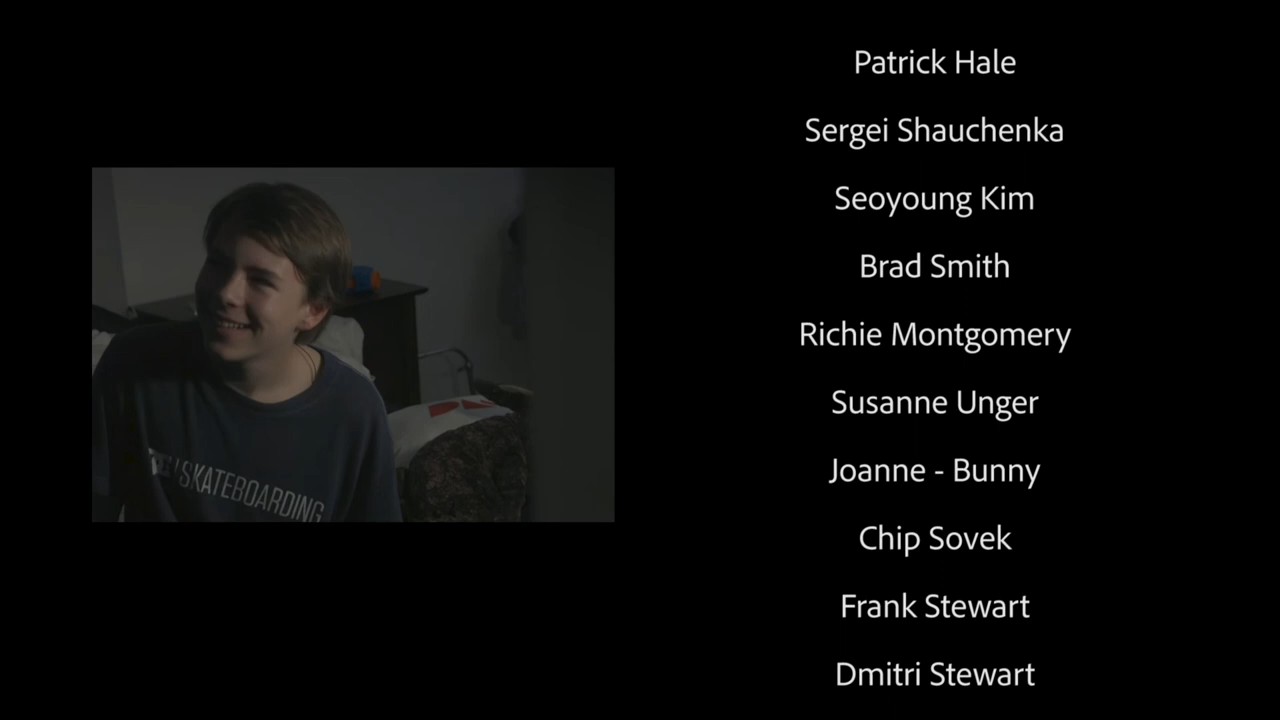 SKATEBOARDING
Patrick Hale
Sergei Shauchenka
Seoyoung Kim
Brad Smith
Richie Montgomery
Susanne Unger
Joanne - Bunny
Chip Sovek
Frank Stewart
Dmitri Stewart